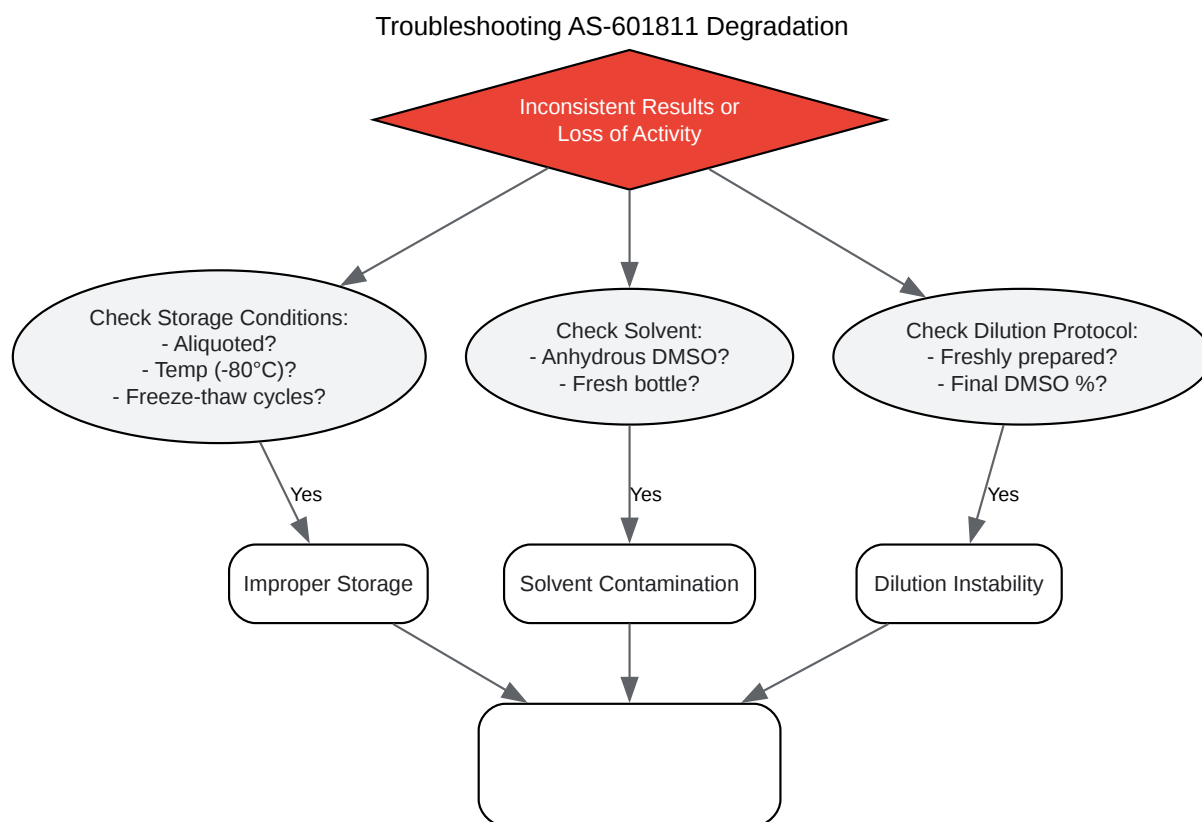 Troubleshooting AS-601811 Degradation
Inconsistent Results or
Loss of Activity
Check Storage Conditions:
- Aliquoted?
- Temp (-80°C)?
- Freeze-thaw cycles?
Check Solvent:
- Anhydrous DMSO?
- Fresh bottle?
Check Dilution Protocol:
- Freshly prepared?
- Final DMSO %?
Yes
Yes
Yes
Improper Storage
Solvent Contamination
Dilution Instability